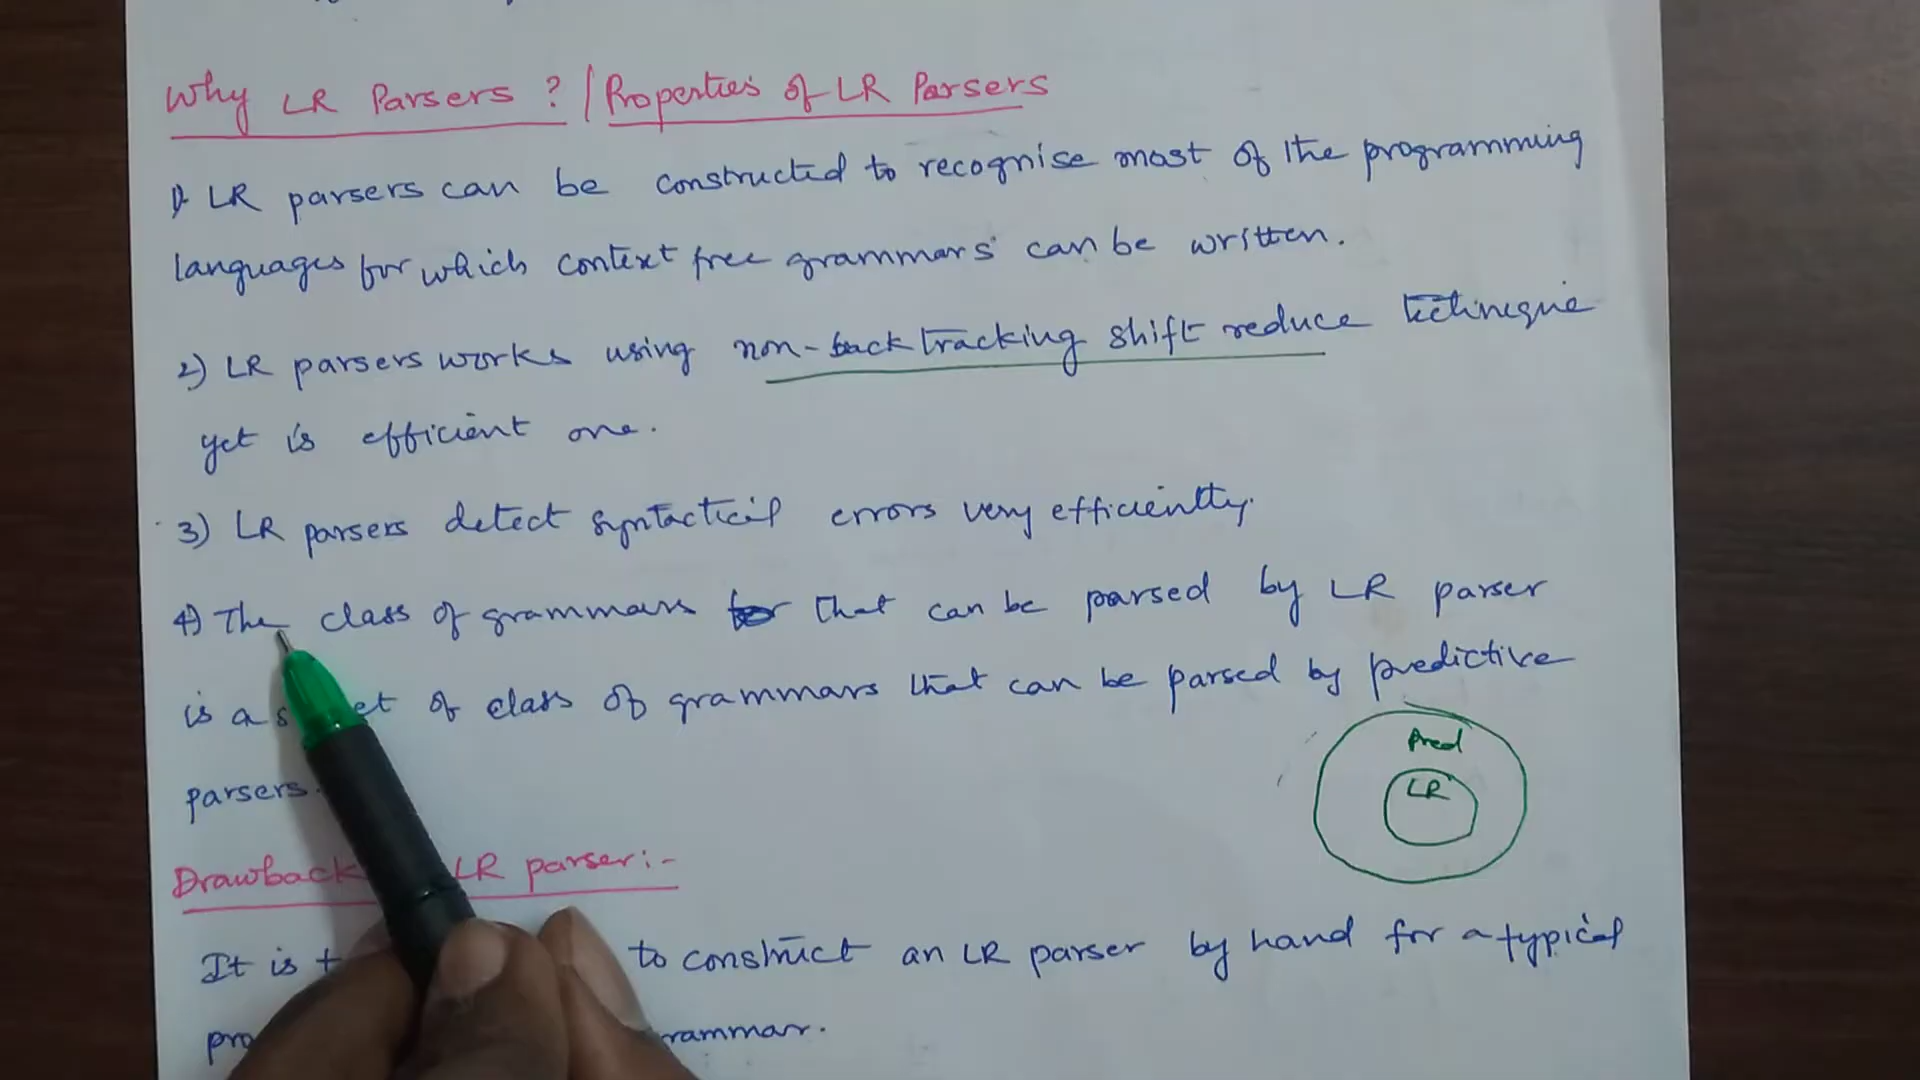 Why LR Parsers ? / Properties of LR Parsers
1) LR parsers can be constructed to recognise most of the programming
languages for which context free grammars can be written.
2) LR parsers works using non-backtracking shift reduce technique
yet is efficient one.
3) LR parsers detect syntactical errors very efficiently.
4) The class of grammars that can be parsed by LR parser
is a et of class of grammars that can be parsed by predictive
parsers.
Pred
LR
Drawback LR parser:-
It is to construct an LR parser by hand for a typical
pro grammar.